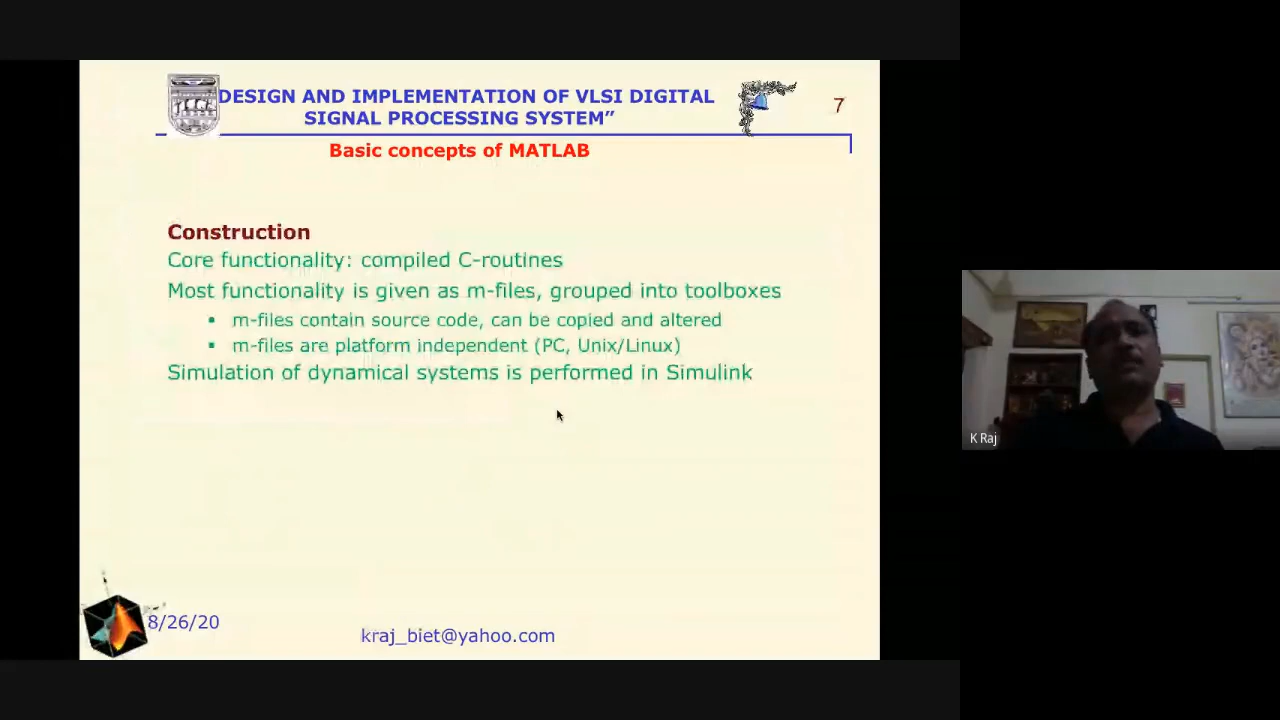 DESIGN AND IMPLEMENTATION OF VLSI DIGITAL
SIGNAL PROCESSING SYSTEM”
7
Basic concepts of MATLAB
Construction
Core functionality: compiled C-routines
Most functionality is given as m-files, grouped into toolboxes
▪ m-files contain source code, can be copied and altered
▪ m-files are platform independent (PC, Unix/Linux)
Simulation of dynamical systems is performed in Simulink
K Raj
8/26/20
kraj_biet@yahoo.com